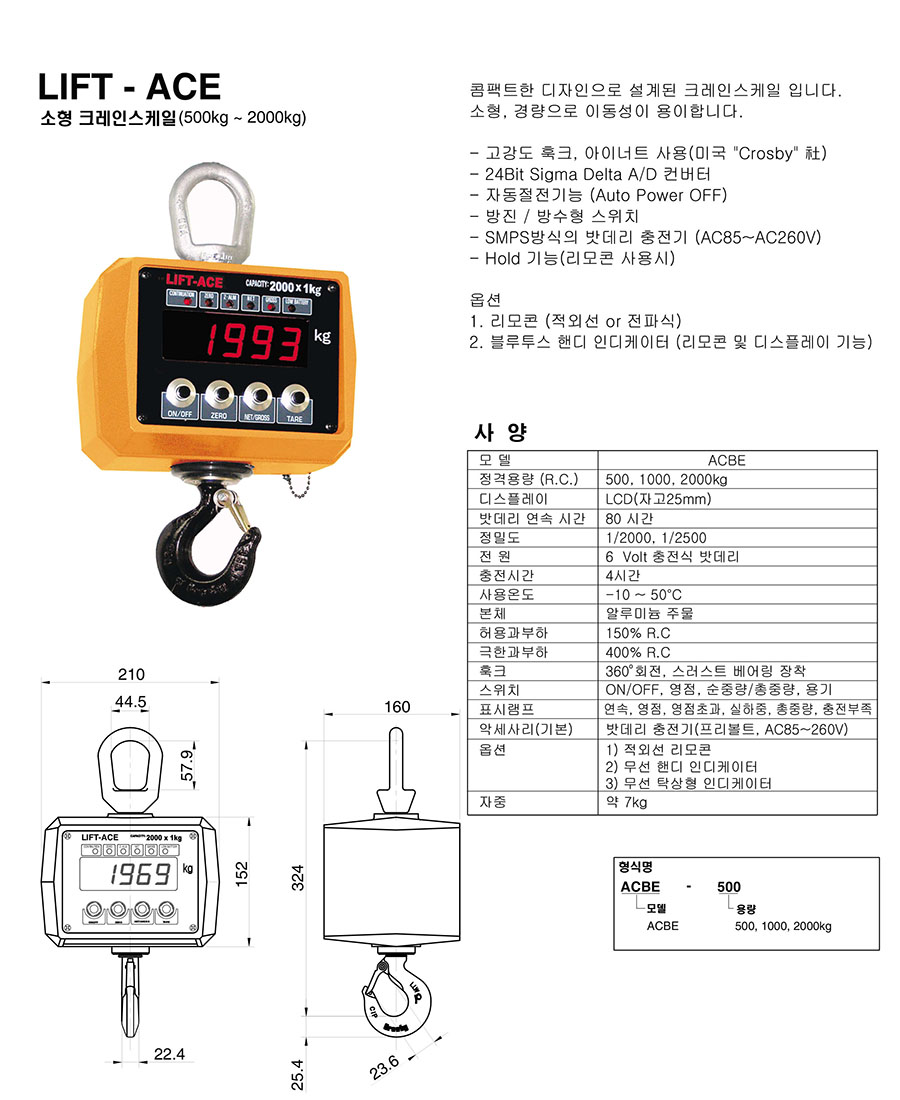 LIFT - ACE
소형 크레인스케일(500kg ~ 2000kg)
콤팩트한 디자인으로 설계된 크레인스케일 입니다.
소형, 경량으로 이동성이 용이합니다.
- 고강도 훅크, 아이너트 사용(미국 "Crosby" 社)
- 24Bit Sigma Delta A/D 컨버터
- 자동절전기능 (Auto Power OFF)
- 방진 / 방수형 스위치
- SMPS방식의 밧데리 충전기 (AC85~AC260V)
- Hold 기능(리모콘 사용시)
옵션
1. 리모콘 (적외선 or 전파식)
2. 블루투스 핸디 인디케이터 (리모콘 및 디스플레이 기능)
LIFT-ACE CAPACITY: 2000 x 1kg
CONTINUATION ZERO Z·ALM NET GROSS LOW BATTERY
1993 kg
ON/OFF ZERO NET/GROSS TARE
사 양
모 델 ACBE
정격용량 (R.C.) 500, 1000, 2000kg
디스플레이 LCD(자고25mm)
밧데리 연속 시간 80 시간
정밀도 1/2000, 1/2500
전 원 6 Volt 충전식 밧데리
충전시간 4시간
사용온도 -10 ~ 50°C
본체 알루미늄 주물
허용과부하 150% R.C
극한과부하 400% R.C
훅크 360°회전, 스러스트 베어링 장착
스위치 ON/OFF, 영점, 순중량/총중량, 용기
표시램프 연속, 영점, 영점초과, 실하중, 총중량, 충전부족
악세사리(기본) 밧데리 충전기(프리볼트, AC85~260V)
옵션 1) 적외선 리모콘
2) 무선 핸디 인디케이터
3) 무선 탁상형 인디케이터
자중 약 7kg
210
44.5
57.9
LIFT-ACE CAPACITY: 2000 x 1kg
1969 kg
152
22.4
160
324
25.4
23.6
Crosby
형식명
ACBE - 500
모델 용량
ACBE 500, 1000, 2000kg